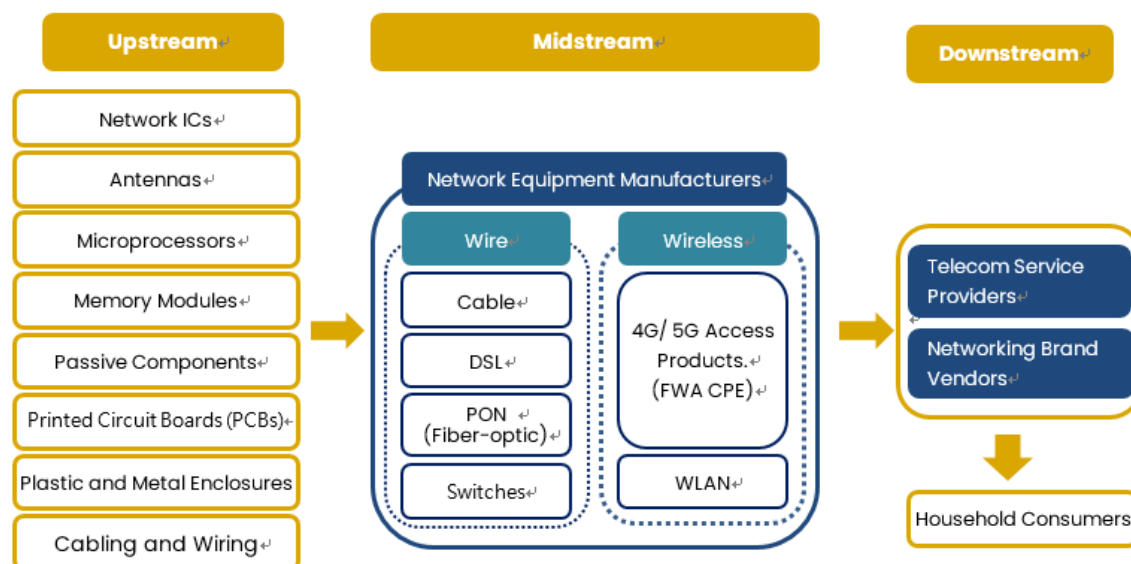 Upstream
Midstream
Downstream
Network ICs
Antennas
Microprocessors
Memory Modules
Passive Components
Printed Circuit Boards (PCBs)
Plastic and Metal Enclosures
Cabling and Wiring
Network Equipment Manufacturers
Wire
Cable
DSL
PON
(Fiber-optic)
Switches
Wireless
4G/ 5G Access
Products.
(FWA CPE)
WLAN
Telecom Service
Providers
Networking Brand
Vendors
Household Consumers